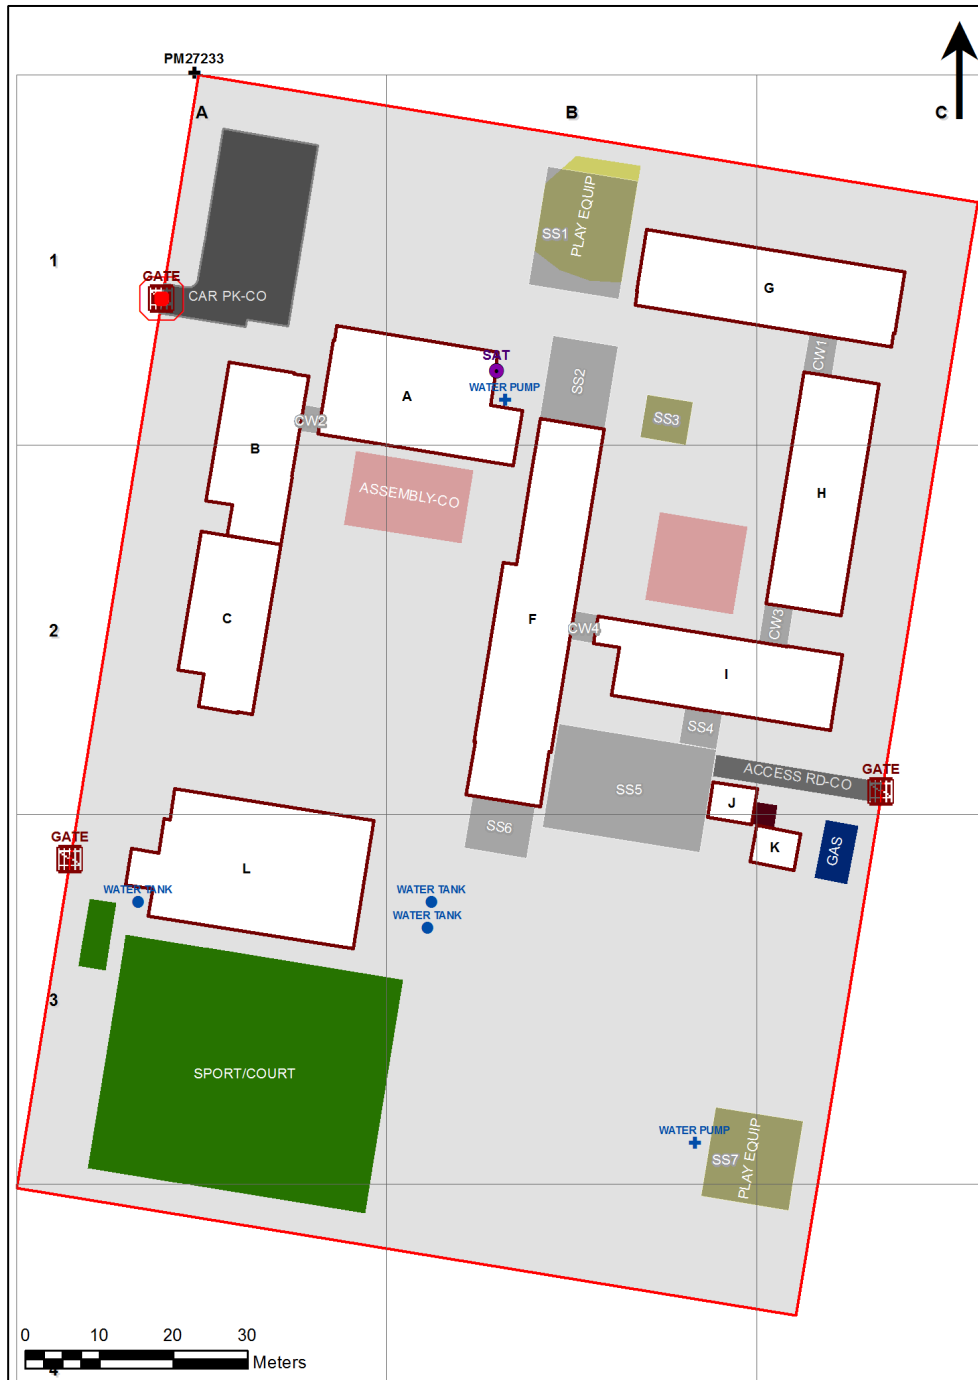 PM27233
A
B
C
PLAY EQUIP
SS1
1
GATE
CAR PK-CO
G
SAT
WATER PUMP
CW1
SS2
A
SS3
CW2
B
ASSEMBLY-CO
H
C
F
2
CW4
CW3
I
SS4
ACCESS RD-CO
GATE
SS5
J
SS6
GATE
K
GAS
L
WATER TANK
WATER TANK
WATER TANK
3
SPORT/COURT
WATER PUMP
SS7
PLAY EQUIP
0 10 20 30
Meters
4